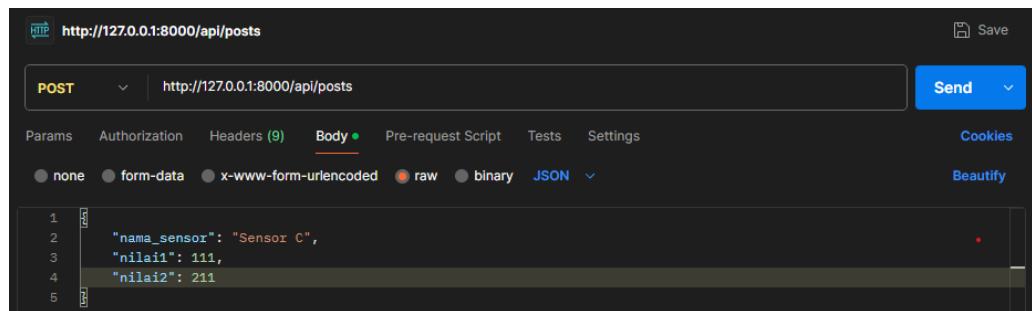 HTTP http://127.0.0.1:8000/api/posts Save
POST http://127.0.0.1:8000/api/posts Send
Params Authorization Headers (9) Body Pre-request Script Tests Settings Cookies
none form-data x-www-form-urlencoded raw binary JSON Beautify
1 {
2 "nama_sensor": "Sensor C",
3 "nilai1": 111,
4 "nilai2": 211
5 }